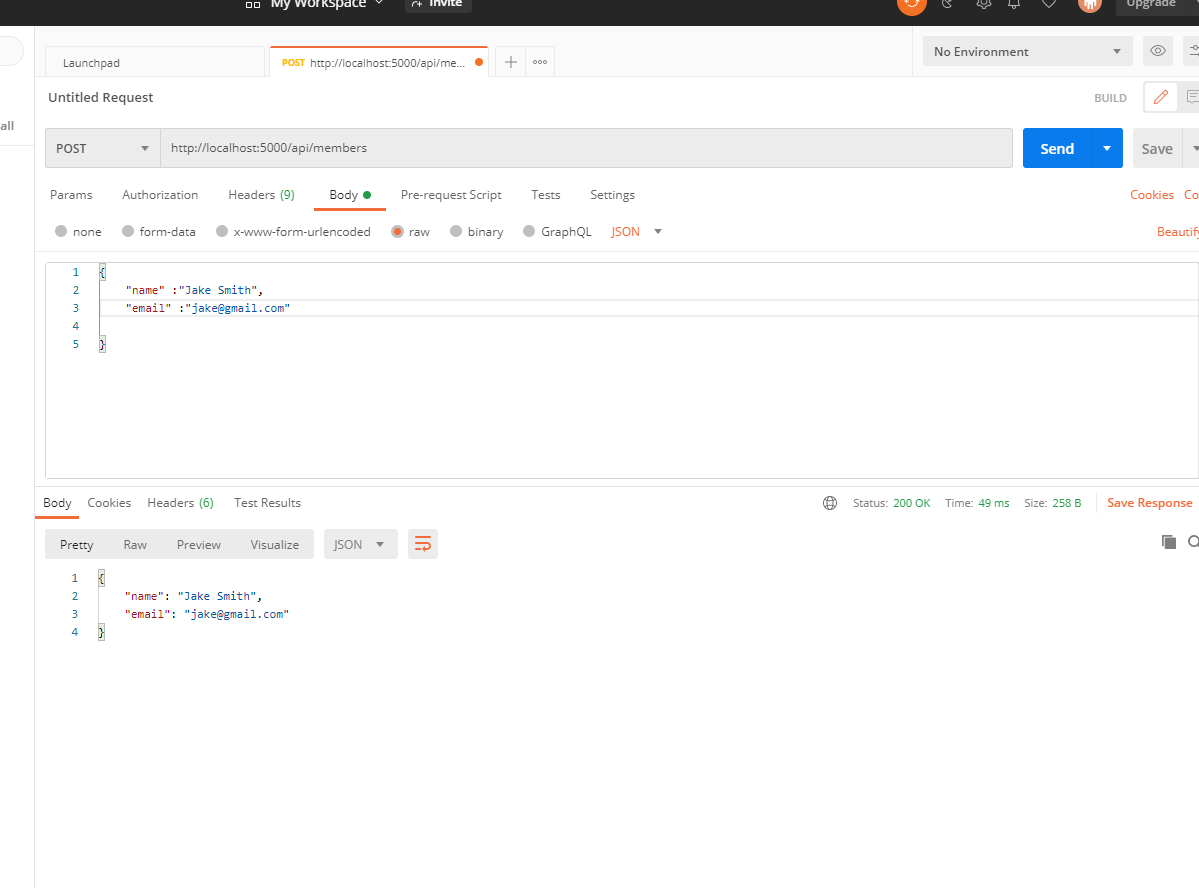 My Workspace Invite Upgrade
Launchpad POST http://localhost:5000/api/me... No Environment
Untitled Request BUILD
all
POST http://localhost:5000/api/members Send Save
Params Authorization Headers (9) Body Pre-request Script Tests Settings Cookies Co
none form-data x-www-form-urlencoded raw binary GraphQL JSON Beautify
1 {
2 "name" :"Jake Smith",
3 "email" :"jake@gmail.com"
4
5 }
Body Cookies Headers (6) Test Results Status: 200 OK Time: 49 ms Size: 258 B Save Response
Pretty Raw Preview Visualize JSON
1 {
2 "name": "Jake Smith",
3 "email": "jake@gmail.com"
4 }